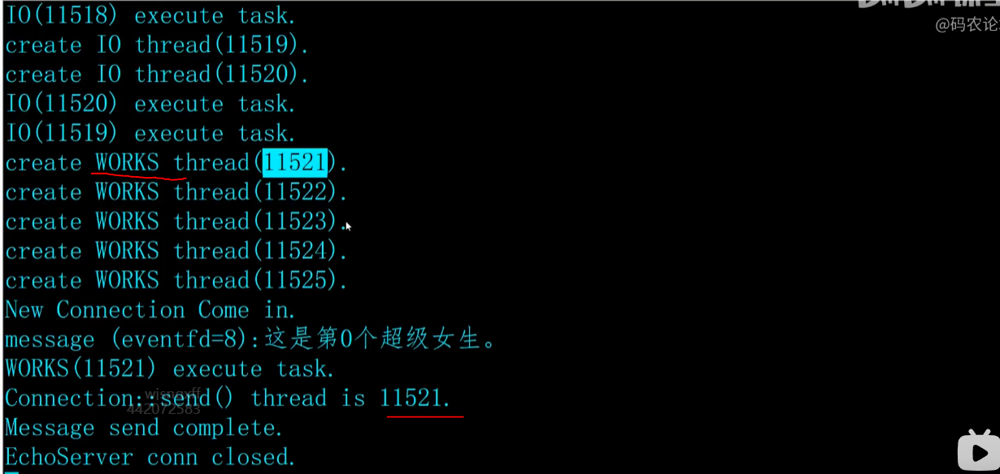 IO(11518) execute task.
@码农论
create IO thread(11519).
create IO thread(11520).
IO(11520) execute task.
IO(11519) execute task.
create WORKS thread(11521).
create WORKS thread(11522).
create WORKS thread(11523).
create WORKS thread(11524).
create WORKS thread(11525).
New Connection Come in.
message (eventfd=8):这是第0个超级女生。
WORKS(11521) execute task.
Connection::send() thread is 11521.
442072583
Message send complete.
EchoServer conn closed.